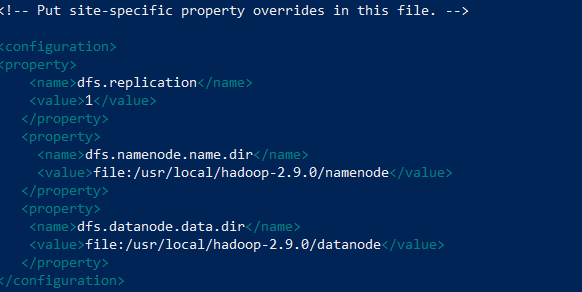 <!-- Put site-specific property overrides in this file. -->
<configuration>
<property>
<name>dfs.replication</name>
<value>1</value>
</property>
<property>
<name>dfs.namenode.name.dir</name>
<value>file:/usr/local/hadoop-2.9.0/namenode</value>
</property>
<property>
<name>dfs.datanode.data.dir</name>
<value>file:/usr/local/hadoop-2.9.0/datanode</value>
</property>
</configuration>